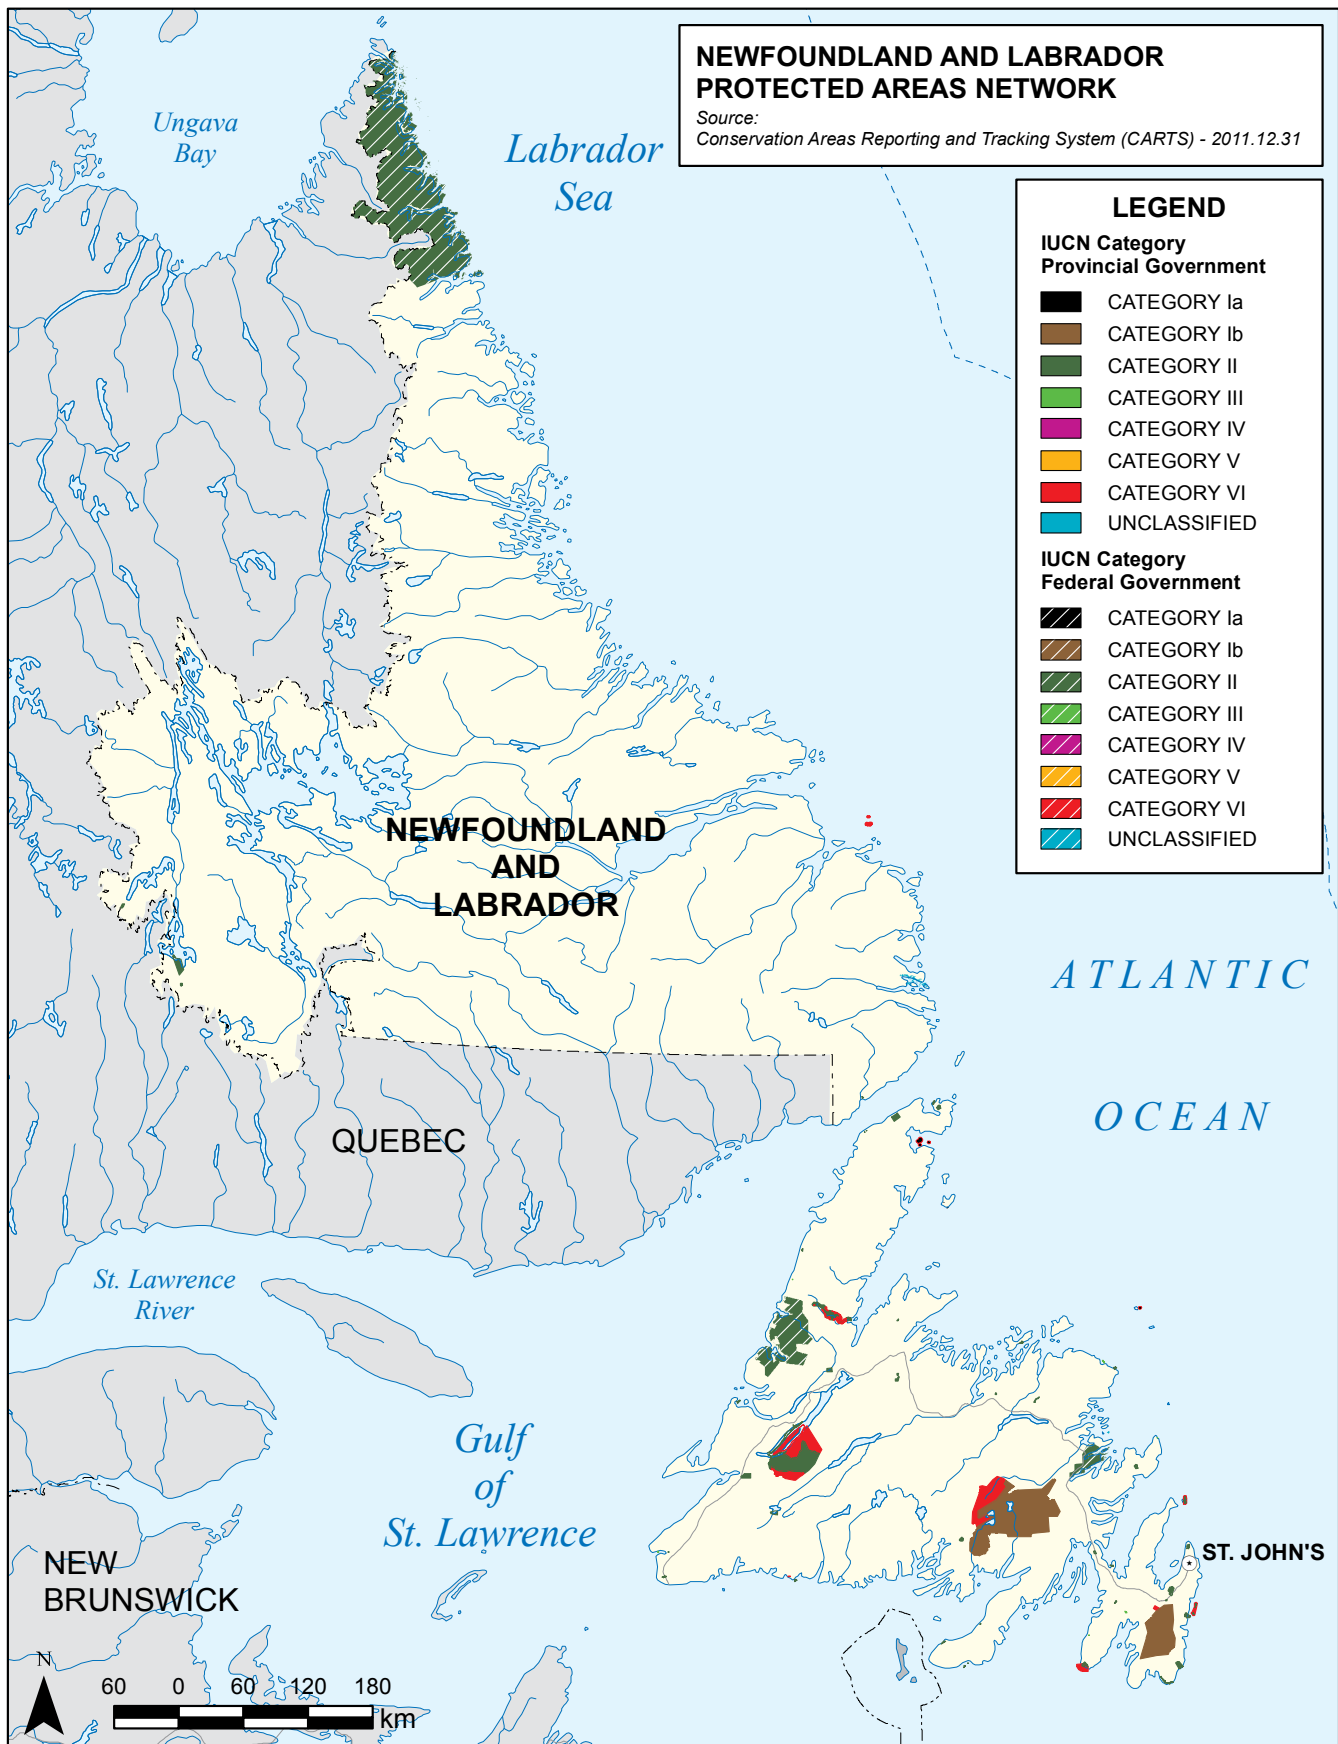 NEWFOUNDLAND AND LABRADOR
PROTECTED AREAS NETWORK
Source:
Conservation Areas Reporting and Tracking System (CARTS) - 2011.12.31
LEGEND
IUCN Category
Provincial Government
CATEGORY Ia
CATEGORY Ib
CATEGORY II
CATEGORY III
CATEGORY IV
CATEGORY V
CATEGORY VI
UNCLASSIFIED
IUCN Category
Federal Government
CATEGORY Ia
CATEGORY Ib
CATEGORY II
CATEGORY III
CATEGORY IV
CATEGORY V
CATEGORY VI
UNCLASSIFIED
Ungava
Bay
Labrador
Sea
NEWFOUNDLAND
AND
LABRADOR
ATLANTIC
OCEAN
QUEBEC
St. Lawrence
River
Gulf
of
St. Lawrence
NEW
BRUNSWICK
ST. JOHN'S
N
60 0 60 120 180
km